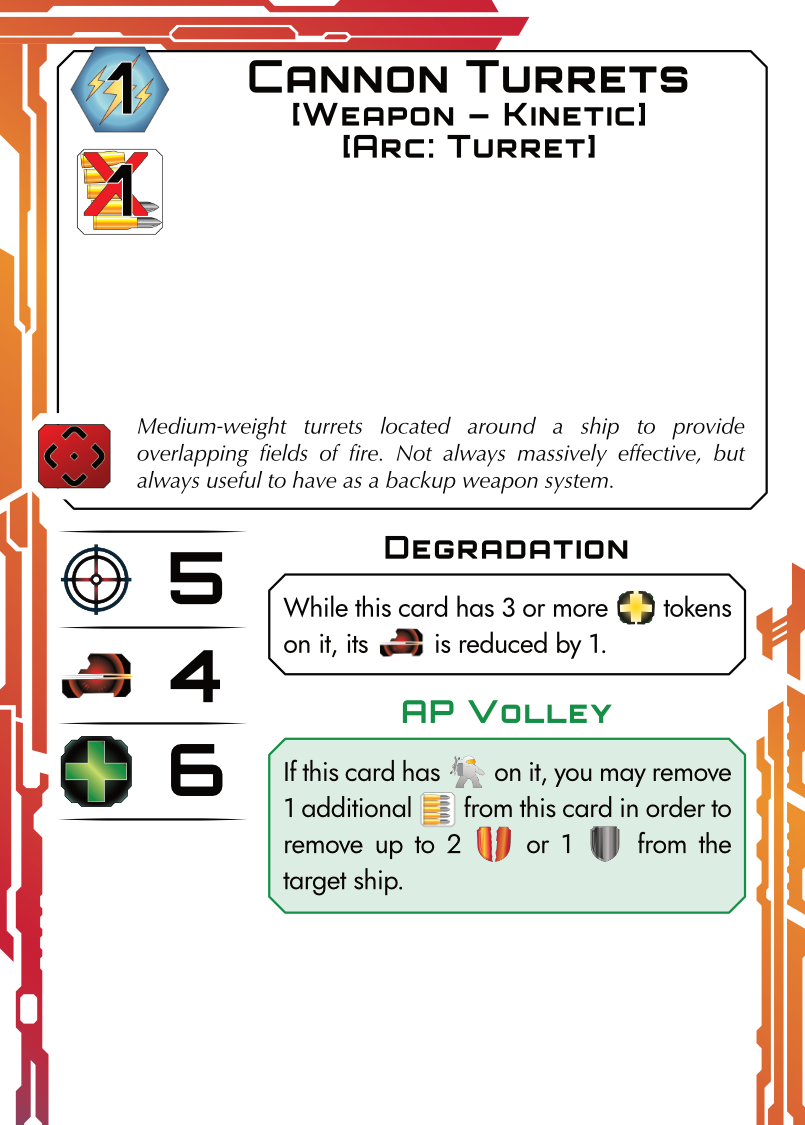 1
Cannon Turrets
[Weapon – Kinetic]
[Arc: Turret]
1
Medium-weight turrets located around a ship to provide
overlapping fields of fire. Not always massively effective, but
always useful to have as a backup weapon system.
5
4
6
Degradation
While this card has 3 or more tokens
on it, its is reduced by 1.
AP Volley
If this card has on it, you may remove
1 additional from this card in order to
remove up to 2 or 1 from the
target ship.